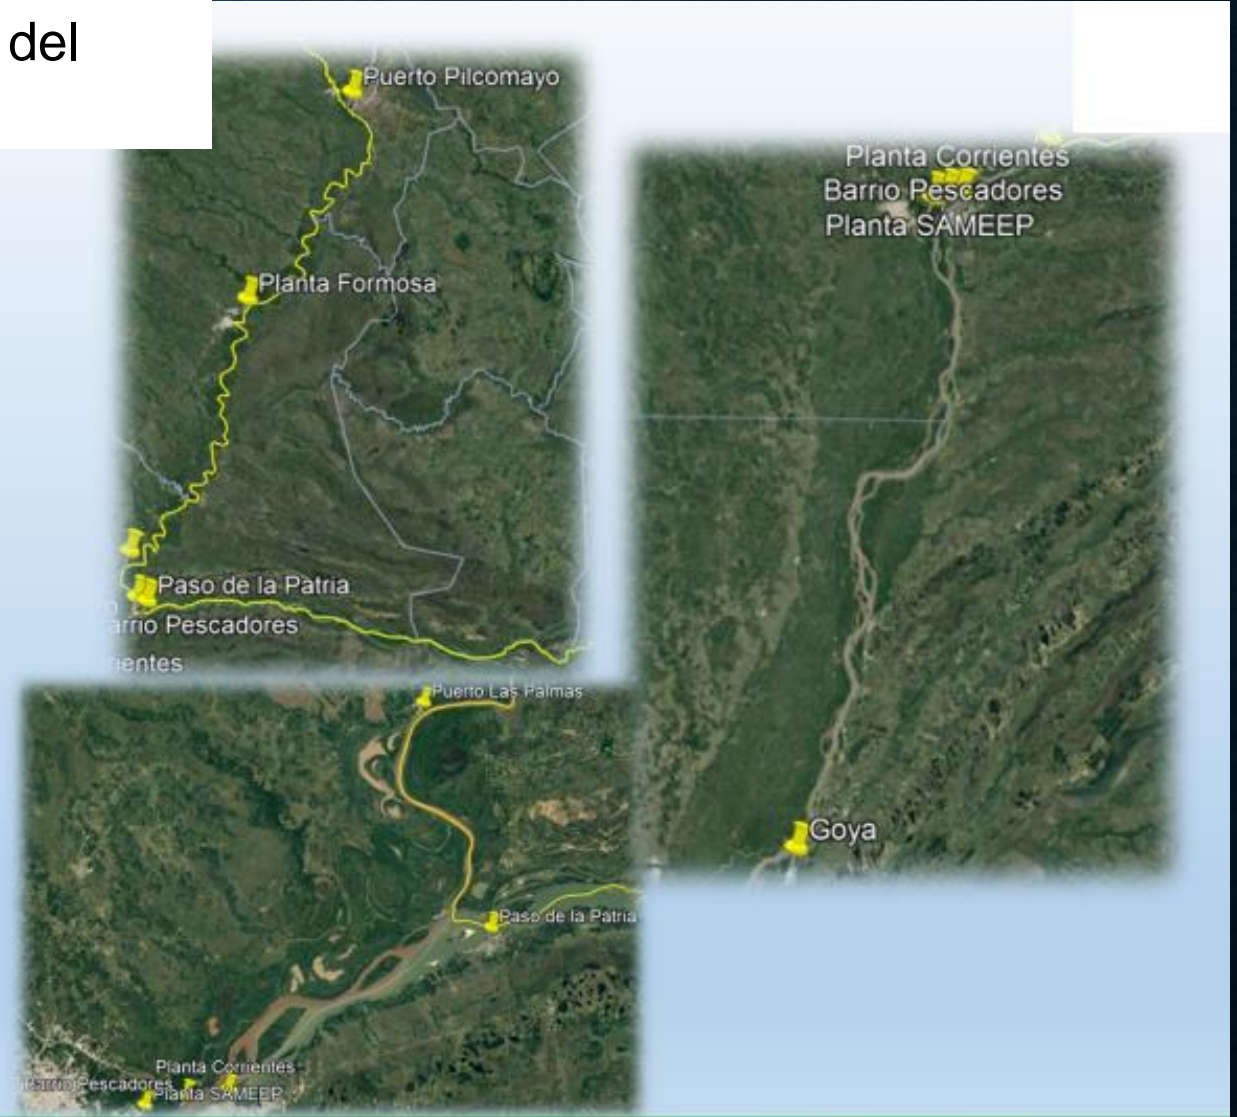 del
Puerto Pilcomayo
Planta Formosa
Paso de la Patria
arrio Pescadores
rientes
Planta Corrientes
Barrio Pescadores
Planta SAMEEP
Goya
Puerto Las Palmas
Paso de la Patria
Planta Corrientes
Barrio Pescadores
Planta SAMEEP